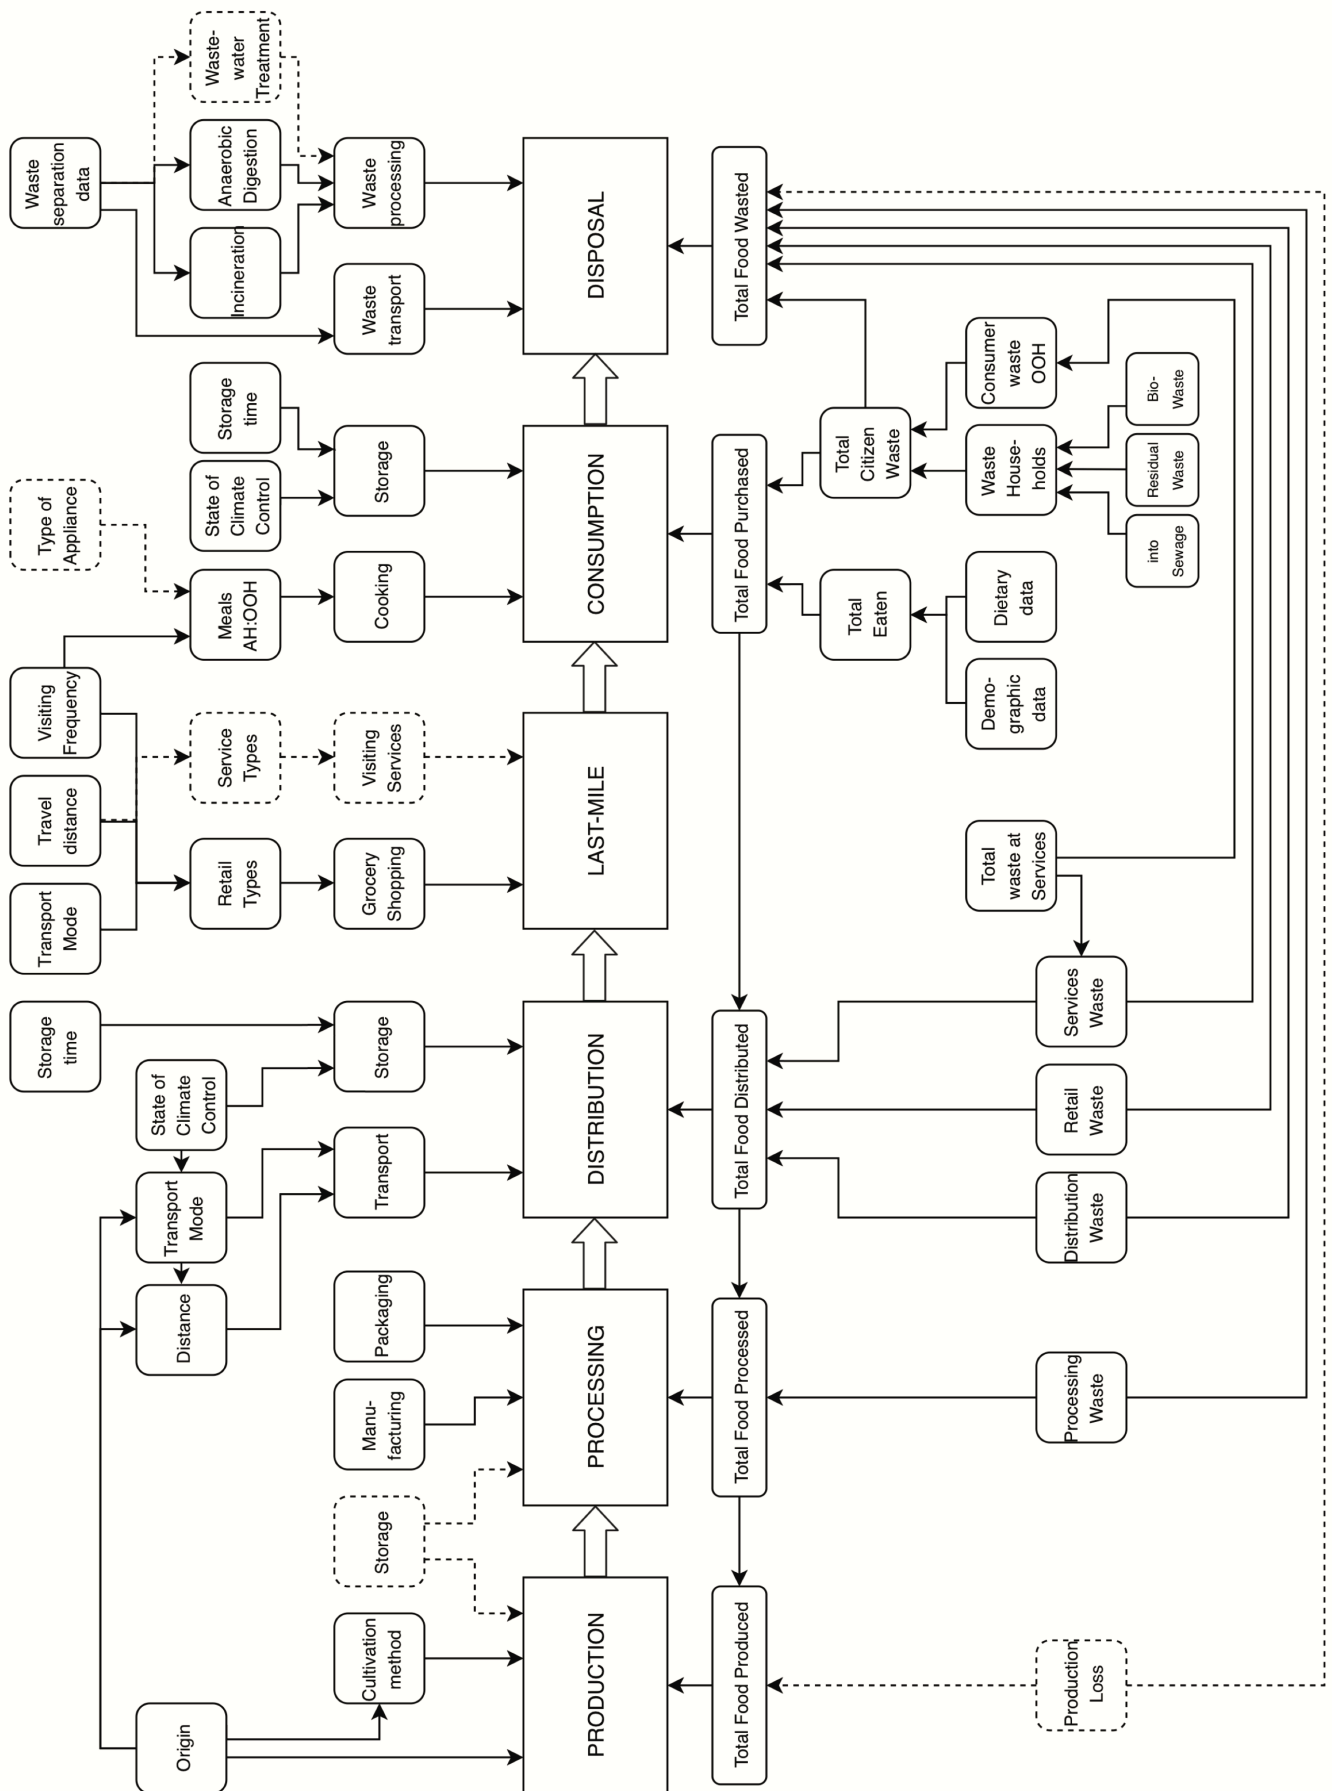 Waste
separation
data
Visiting
Frequency
Travel
distance
Transport
Mode
Storage
time
Type of
Appliance
Origin
Distance
Transport
Mode
State of
Climate
Control
Retail
Types
Service
Types
Meals
AH:OOH
State of
Climate
Control
Storage
time
Incineration
Anaerobic
Digestion
Waste-
water
Treatment
Cultivation
method
Storage
Manu-
facturing
Packaging
Transport
Storage
Grocery
Shopping
Visiting
Services
Cooking
Storage
Waste
transport
Waste
processing
PRODUCTION
PROCESSING
DISTRIBUTION
LAST-MILE
CONSUMPTION
DISPOSAL
Total Food Produced
Total Food Processed
Total Food Distributed
Total Food Purchased
Total Food Wasted
Total
Eaten
Total
Citizen
Waste
Total
waste at
Services
Demo-
graphic
data
Dietary
data
Waste
House-
holds
Consumer
waste
OOH
Production
Loss
Processing
Waste
Distribution
Waste
Retail
Waste
Services
Waste
into
Sewage
Residual
Waste
Bio-
Waste